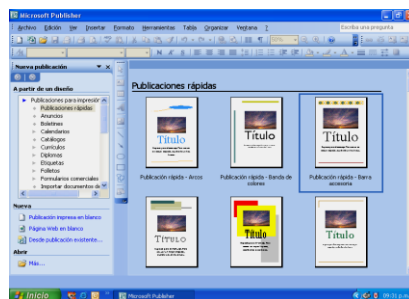 Microsoft Publisher
Archivo Edición Ver Insertar Formato Herramientas Tabla Organizar Ventana ?
Escriba una pregunta
Nueva publicación
A partir de un diseño
Publicaciones para impresión
Publicaciones rápidas
Anuncios
Boletines
Calendarios
Catálogos
Currículos
Diplomas
Etiquetas
Folletos
Formularios comerciales
Importar documentos de
Nueva
Publicación impresa en blanco
Página Web en blanco
Desde publicación existente...
Abrir
Más...
Publicaciones rápidas
Título
Título
Título
Publicación rápida - Arcos
Publicación rápida - Banda de colores
Publicación rápida - Barra accesoria
Título
Título
Título
Inicio
Microsoft Publisher